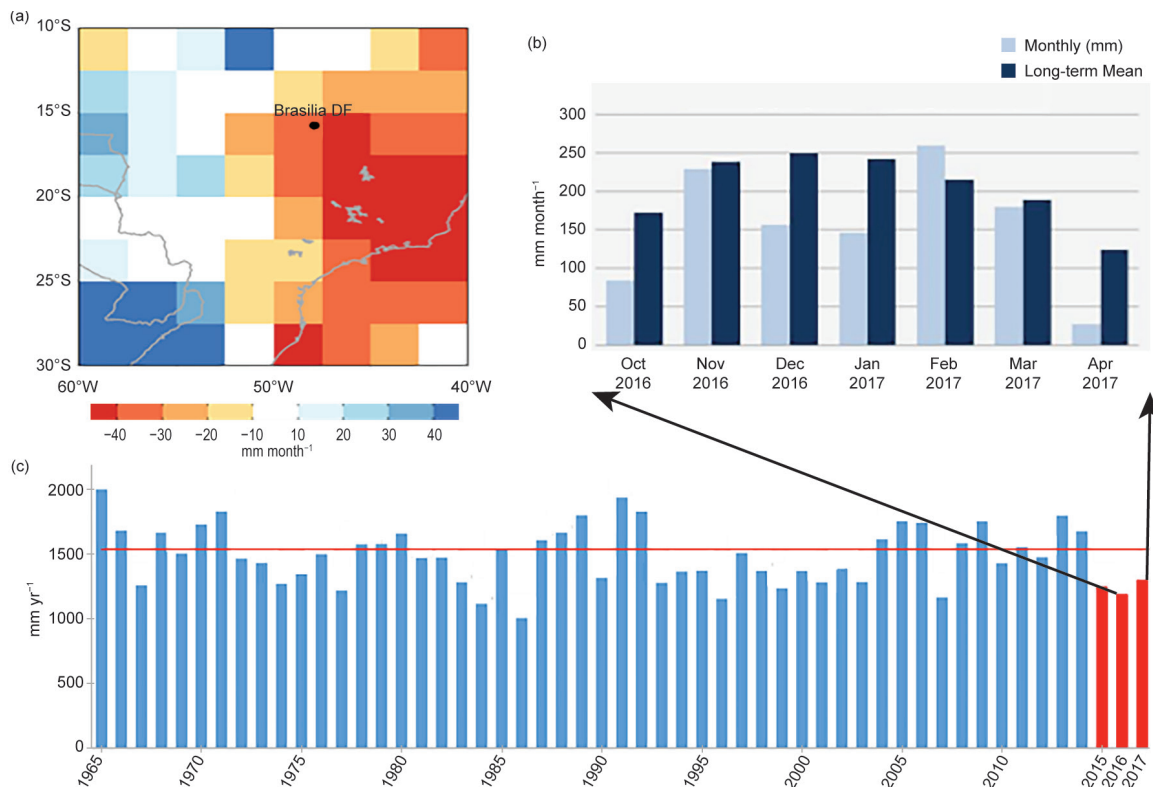 (a)
10°S
15°S
20°S
25°S
30°S
60°W
50°W
40°W
Brasilia DF
−40
−30
−20
−10
10
20
30
40
mm month⁻¹
(b)
Monthly (mm)
Long-term Mean
300
250
200
150
100
50
0
mm month⁻¹
Oct
2016
Nov
2016
Dec
2016
Jan
2017
Feb
2017
Mar
2017
Apr
2017
(c)
2000
1500
1000
500
0
mm yr⁻¹
1965
1970
1975
1980
1985
1990
1995
2000
2005
2010
2015
2016
2017